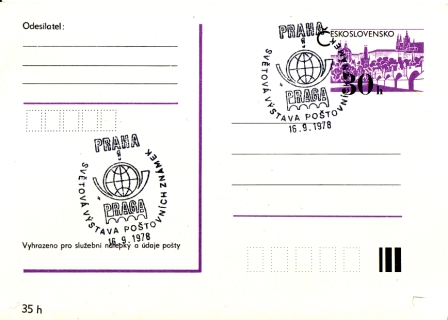 Odesílatel:
PRAHA
SVĚTOVÁ VÝSTAVA POŠTOVNÍCH ZNÁMEK
PRAGA
16.9.1978
Vyhrazeno pro služební nálepky a údaje pošty
35 h
ČESKOSLOVENSKO
30 h
PRAHA
SVĚTOVÁ VÝSTAVA POŠTOVNÍCH ZNÁMEK
PRAGA
16.9.1978